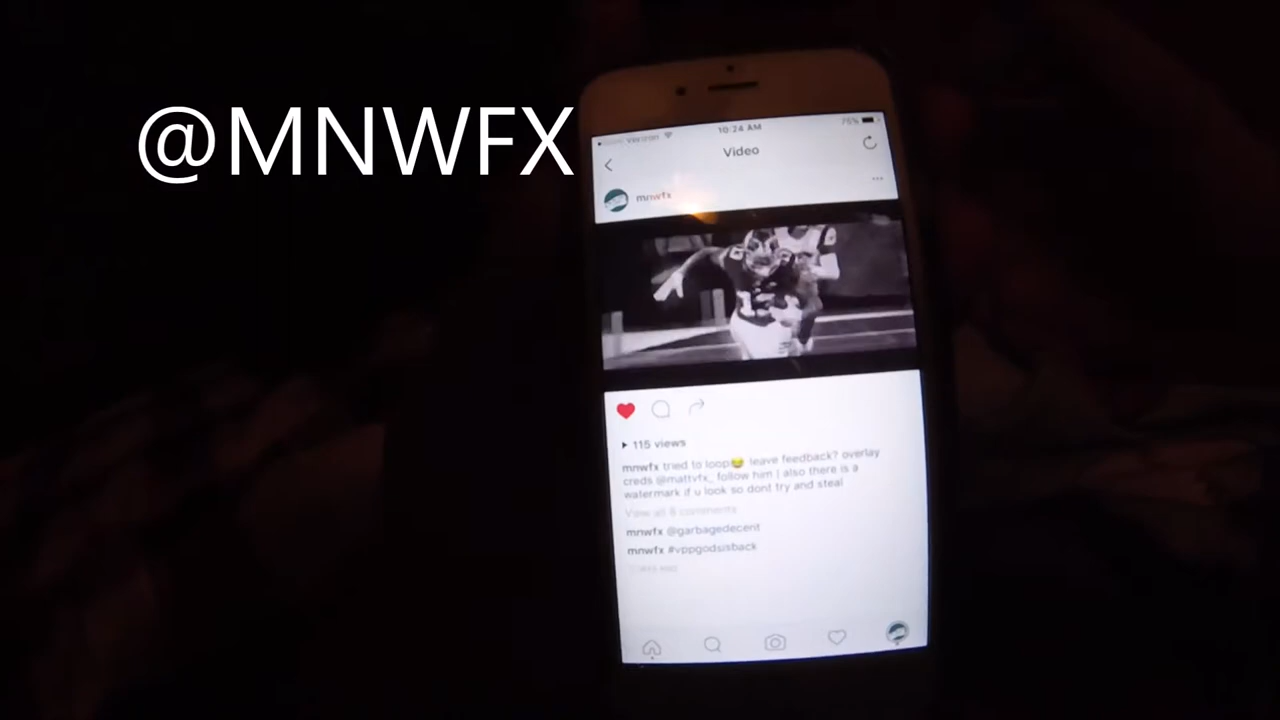 @MNWFX
Verizon
10:24 AM
75%
Video
mnwfx
115 views
mnwfx tried to loop😂 leave feedback? overlay
creds @mattvfx_ follow him | also there is a
watermark if u look so dont try and steal
View all 8 comments
mnwfx @garbagedecent
mnwfx #vppgodsisback